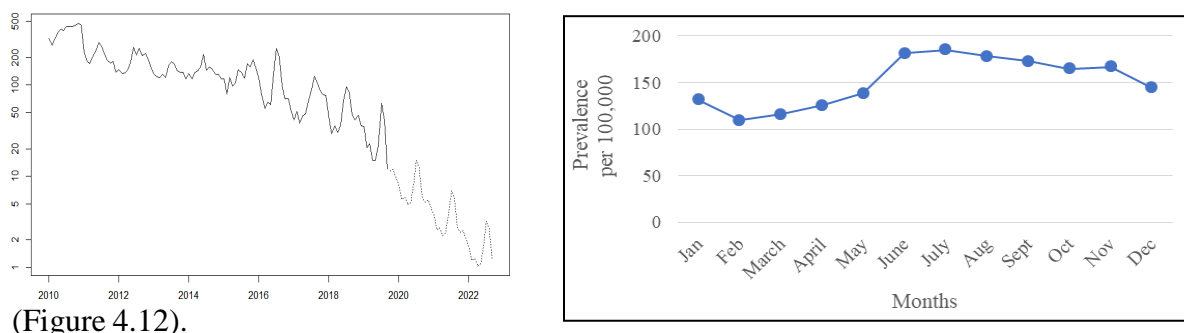 500
200
100
50
20
10
5
2
1
2010 2012 2014 2016 2018 2020 2022
(Figure 4.12).
Prevalence
per 100,000
200
150
100
50
0
Jan Feb March April May June July Aug Sept Oct Nov Dec
Months